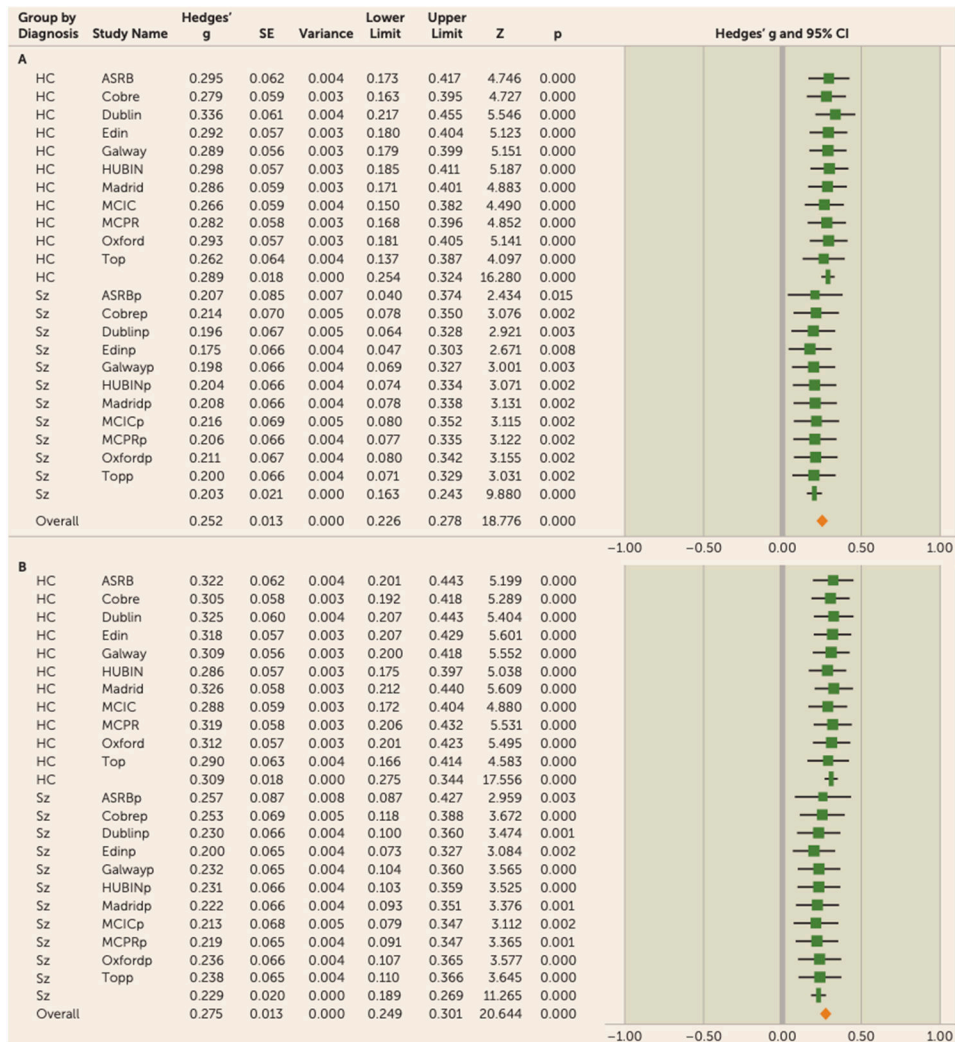 Group by Hedges’ Lower Upper
Diagnosis Study Name g SE Variance Limit Limit Z p Hedges’ g and 95% CI
A
HC ASRB 0.295 0.062 0.004 0.173 0.417 4.746 0.000
HC Cobre 0.279 0.059 0.003 0.163 0.395 4.727 0.000
HC Dublin 0.336 0.061 0.004 0.217 0.455 5.546 0.000
HC Edin 0.292 0.057 0.003 0.180 0.404 5.123 0.000
HC Galway 0.289 0.056 0.003 0.179 0.399 5.151 0.000
HC HUBIN 0.298 0.057 0.003 0.185 0.411 5.187 0.000
HC Madrid 0.286 0.059 0.003 0.171 0.401 4.883 0.000
HC MCIC 0.266 0.059 0.004 0.150 0.382 4.490 0.000
HC MCPR 0.282 0.058 0.003 0.168 0.396 4.852 0.000
HC Oxford 0.293 0.057 0.003 0.181 0.405 5.141 0.000
HC Top 0.262 0.064 0.004 0.137 0.387 4.097 0.000
HC 0.289 0.018 0.000 0.254 0.324 16.280 0.000
Sz ASRBp 0.207 0.085 0.007 0.040 0.374 2.434 0.015
Sz Cobrep 0.214 0.070 0.005 0.078 0.350 3.076 0.002
Sz Dublinp 0.196 0.067 0.005 0.064 0.328 2.921 0.003
Sz Edinp 0.175 0.066 0.004 0.047 0.303 2.671 0.008
Sz Galwayp 0.198 0.066 0.004 0.069 0.327 3.001 0.003
Sz HUBINp 0.204 0.066 0.004 0.074 0.334 3.071 0.002
Sz Madridp 0.208 0.066 0.004 0.078 0.338 3.131 0.002
Sz MCICp 0.216 0.069 0.005 0.080 0.352 3.115 0.002
Sz MCPRp 0.206 0.066 0.004 0.077 0.335 3.122 0.002
Sz Oxfordp 0.211 0.067 0.004 0.080 0.342 3.155 0.002
Sz Topp 0.200 0.066 0.004 0.071 0.329 3.031 0.002
Sz 0.203 0.021 0.000 0.163 0.243 9.880 0.000
Overall 0.252 0.013 0.000 0.226 0.278 18.776 0.000
−1.00 −0.50 0.00 0.50 1.00
B
HC ASRB 0.322 0.062 0.004 0.201 0.443 5.199 0.000
HC Cobre 0.305 0.058 0.003 0.192 0.418 5.289 0.000
HC Dublin 0.325 0.060 0.004 0.207 0.443 5.404 0.000
HC Edin 0.318 0.057 0.003 0.207 0.429 5.601 0.000
HC Galway 0.309 0.056 0.003 0.200 0.418 5.552 0.000
HC HUBIN 0.286 0.057 0.003 0.175 0.397 5.038 0.000
HC Madrid 0.326 0.058 0.003 0.212 0.440 5.609 0.000
HC MCIC 0.288 0.059 0.003 0.172 0.404 4.880 0.000
HC MCPR 0.319 0.058 0.003 0.206 0.432 5.531 0.000
HC Oxford 0.312 0.057 0.003 0.201 0.423 5.495 0.000
HC Top 0.290 0.063 0.004 0.166 0.414 4.583 0.000
HC 0.309 0.018 0.000 0.275 0.344 17.556 0.000
Sz ASRBp 0.257 0.087 0.008 0.087 0.427 2.959 0.003
Sz Cobrep 0.253 0.069 0.005 0.118 0.388 3.672 0.000
Sz Dublinp 0.230 0.066 0.004 0.100 0.360 3.474 0.001
Sz Edinp 0.200 0.065 0.004 0.073 0.327 3.084 0.002
Sz Galwayp 0.232 0.065 0.004 0.104 0.360 3.565 0.000
Sz HUBINp 0.231 0.066 0.004 0.103 0.359 3.525 0.000
Sz Madridp 0.222 0.066 0.004 0.093 0.351 3.376 0.001
Sz MCICp 0.213 0.068 0.005 0.079 0.347 3.112 0.002
Sz MCPRp 0.219 0.065 0.004 0.091 0.347 3.365 0.001
Sz Oxfordp 0.236 0.066 0.004 0.107 0.365 3.577 0.000
Sz Topp 0.238 0.065 0.004 0.110 0.366 3.645 0.000
Sz 0.229 0.020 0.000 0.189 0.269 11.265 0.000
Overall 0.275 0.013 0.000 0.249 0.301 20.644 0.000
−1.00 −0.50 0.00 0.50 1.00